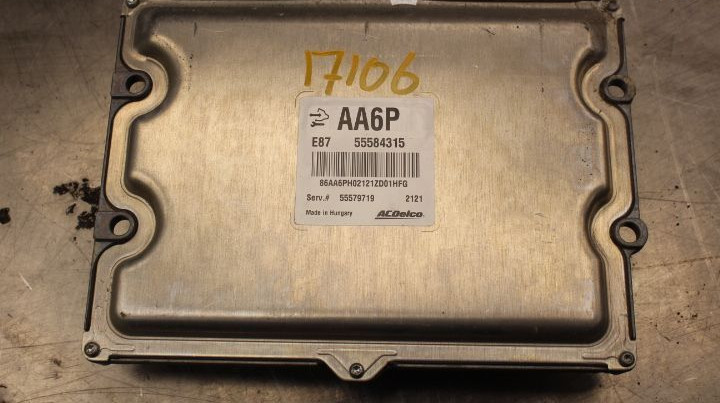 17106
AA6P
E87 55584315
86AA6PH02121ZD01HFG
Serv.# 55579719 2121
Made in Hungary ACDelco